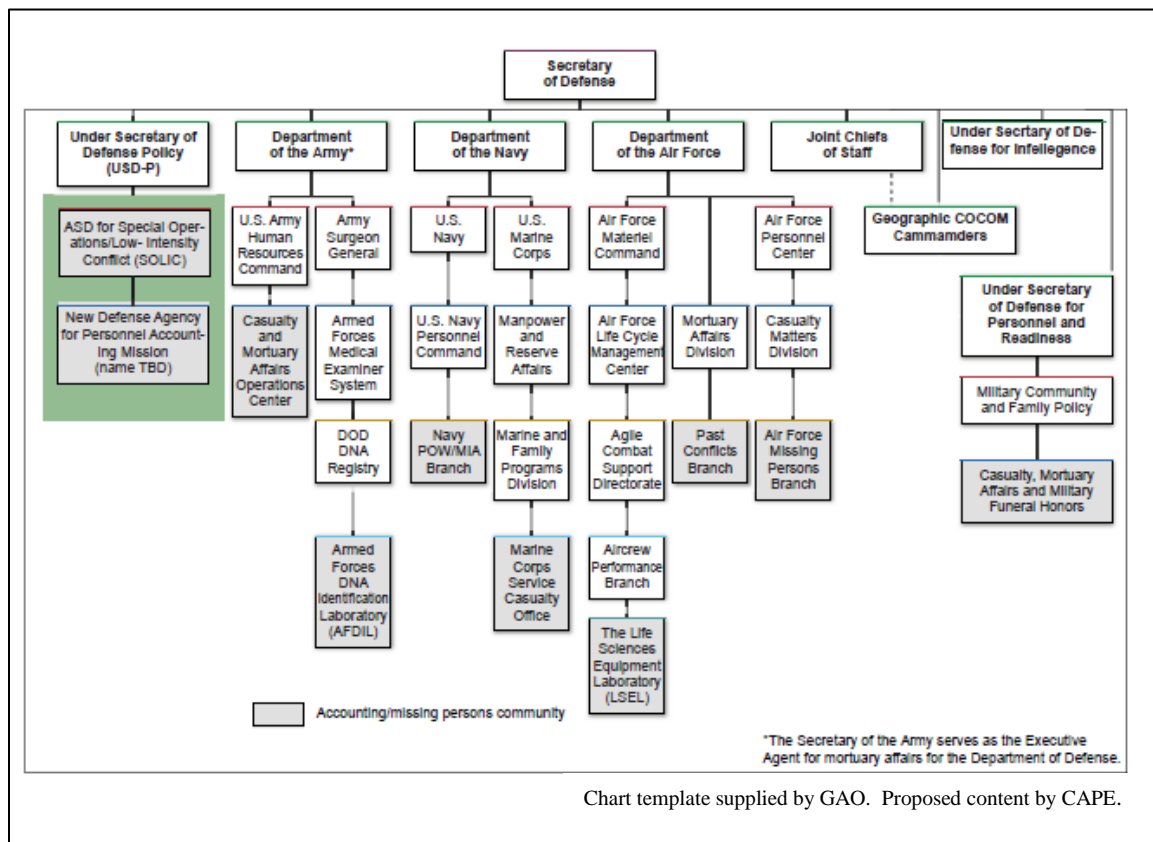 Secretary
of Defense
Under Secretary of
Defense Policy
(USD-P)
Department
of the Army*
Department
of the Navy
Department
of the Air Force
Joint Chiefs
of Staff
Under Secrtary of De-
fense for Infellegence
ASD for Special Oper-
ations/Low- Intensity
Conflict (SOLIC)
New Defense Agency
for Personnel Account-
ing Mission
(name TBD)
U.S. Army
Human
Resources
Command
Army
Surgeon
General
Casualty
and
Mortuary
Affairs
Operations
Center
Armed
Forces
Medical
Examiner
System
DOD
DNA
Registry
Armed
Forces
DNA
Identification
Laboratory
(AFDIL)
U.S.
Navy
U.S.
Marine
Corps
U.S. Navy
Personnel
Command
Manpower
and
Reserve
Affairs
Navy
POW/MIA
Branch
Marine and
Family
Programs
Division
Marine
Corps
Service
Casualty
Office
Air Force
Materiel
Command
Air Force
Personnel
Center
Air Force
Life Cycle
Management
Center
Mortuary
Affairs
Division
Casualty
Matters
Division
Agile
Combat
Support
Directorate
Past
Conflicts
Branch
Air Force
Missing
Persons
Branch
Aircrew
Performance
Branch
The Life
Sciences
Equipment
Laboratory
(LSEL)
Geographic COCOM
Cammamders
Under Secretary
of Defense for
Personnel and
Readiness
Military Community
and Family Policy
Casualty, Mortuary
Affairs and Military
Funeral Honors
Accounting/missing persons community
*The Secretary of the Army serves as the Executive
Agent for mortuary affairs for the Department of Defense.
Chart template supplied by GAO. Proposed content by CAPE.